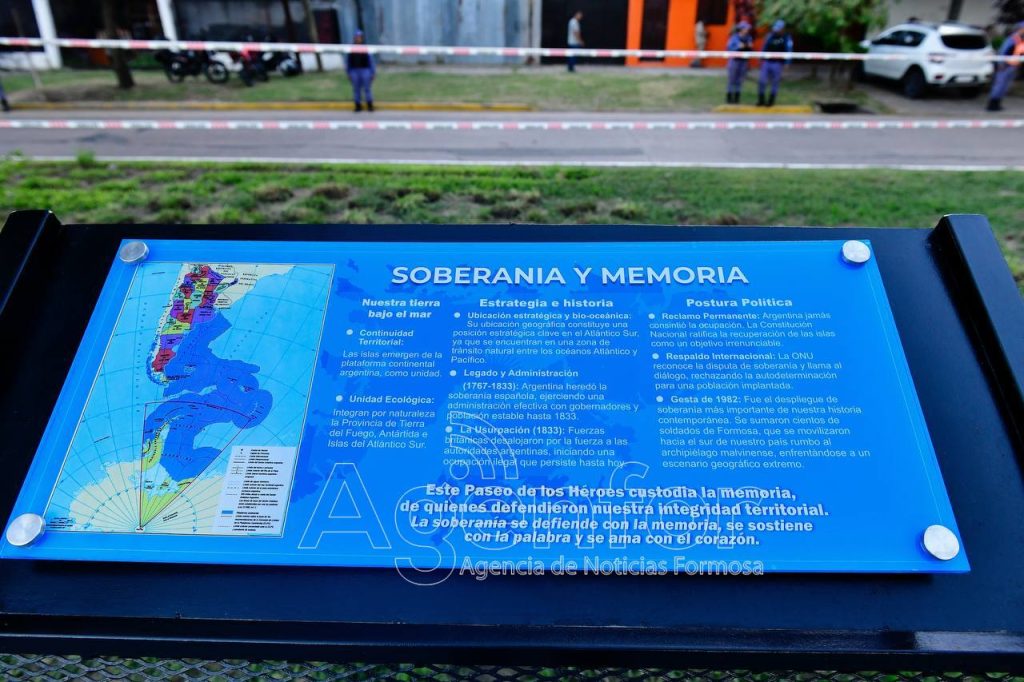 SOBERANIA Y MEMORIA
Nuestra tierra
bajo el mar
● Continuidad
Territorial:
Las islas emergen de la
plataforma continental
argentina, como unidad.
● Unidad Ecológica:
Integran por naturaleza
la Provincia de Tierra
del Fuego, Antártida e
Islas del Atlántico Sur.
Estrategia e historia
● Ubicación estratégica y bio-oceánica:
Su ubicación geográfica constituye una
posición estratégica clave en el Atlántico Sur,
ya que se encuentran en una zona de
tránsito natural entre los océanos Atlántico y
Pacífico.
● Legado y Administración
(1767-1833): Argentina heredó la
soberanía española, ejerciendo una
administración efectiva con gobernadores y
población estable hasta 1833.
● La Usurpación (1833): Fuerzas
británicas desalojaron por la fuerza a las
autoridades argentinas, iniciando una
ocupación ilegal que persiste hasta hoy.
Postura Política
● Reclamo Permanente: Argentina jamás
consintió la ocupación. La Constitución
Nacional ratifica la recuperación de las islas
como un objetivo irrenunciable.
● Respaldo Internacional: La ONU
reconoce la disputa de soberanía y llama al
diálogo, rechazando la autodeterminación
para una población implantada.
● Gesta de 1982: Fue el despliegue de
soberanía más importante de nuestra historia
contemporánea. Se sumaron cientos de
soldados de Formosa, que se movilizaron
hacia el sur de nuestro país rumbo al
archipiélago malvinense, enfrentándose a un
escenario geográfico extremo.
Este Paseo de los Héroes custodia la memoria,
de quienes defendieron nuestra integridad territorial.
La soberanía se defiende con la memoria, se sostiene
con la palabra y se ama con el corazón.
Agenfor
Agencia de Noticias Formosa